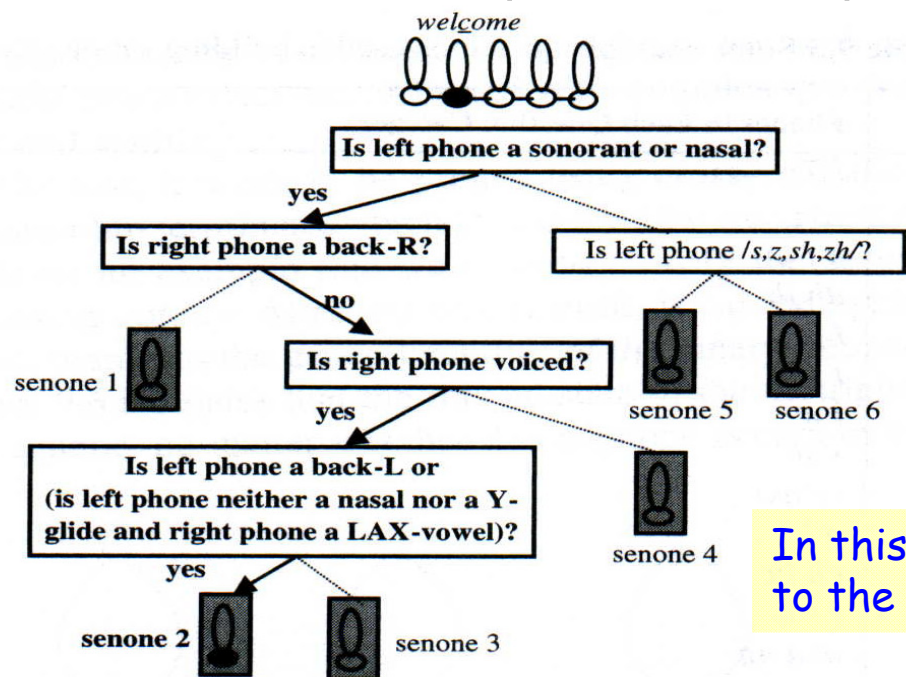 welcome
Is left phone a sonorant or nasal?
yes
Is right phone a back-R?
Is left phone /s,z,sh,zh/?
no
senone 1
Is right phone voiced?
senone 5
senone 6
yes
Is left phone a back-L or
(is left phone neither a nasal nor a Y-
glide and right phone a LAX-vowel)?
senone 4
In this
to the
yes
senone 2
senone 3